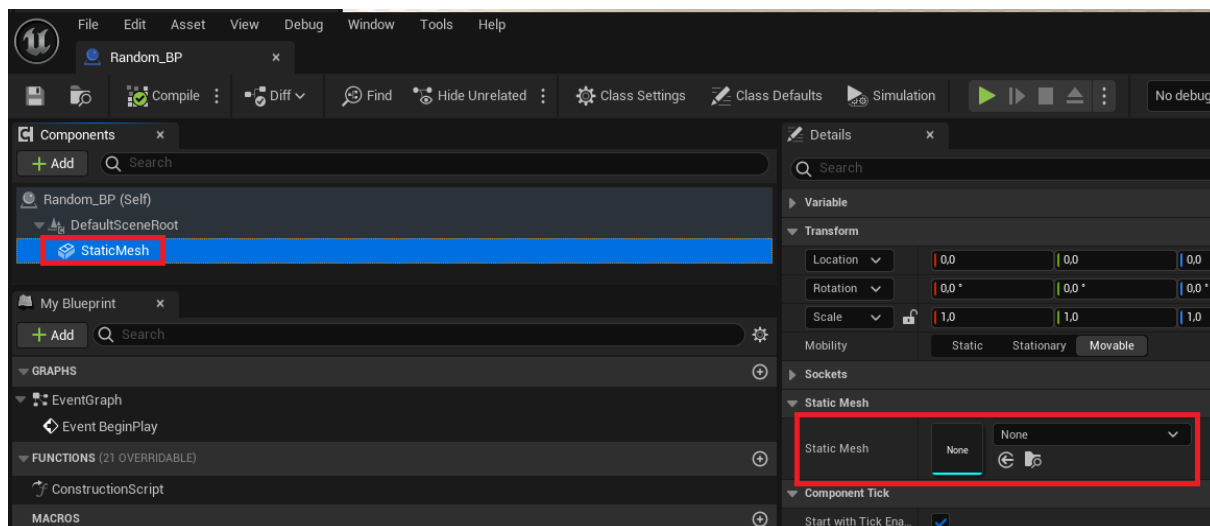 File Edit Asset View Debug Window Tools Help
Random_BP
Compile Diff Find Hide Unrelated Class Settings Class Defaults Simulation No debug
Components
Add Search
Random_BP (Self)
DefaultSceneRoot
StaticMesh
My Blueprint
Add Search
GRAPHS
EventGraph
Event BeginPlay
FUNCTIONS (21 OVERRIDABLE)
ConstructionScript
MACROS
Details
Search
Variable
Transform
Location 0,0 0,0 0,0
Rotation 0,0 ° 0,0 ° 0,0 °
Scale 1,0 1,0 1,0
Mobility Static Stationary Movable
Sockets
Static Mesh
Static Mesh None None
Component Tick
Start with Tick Ena...